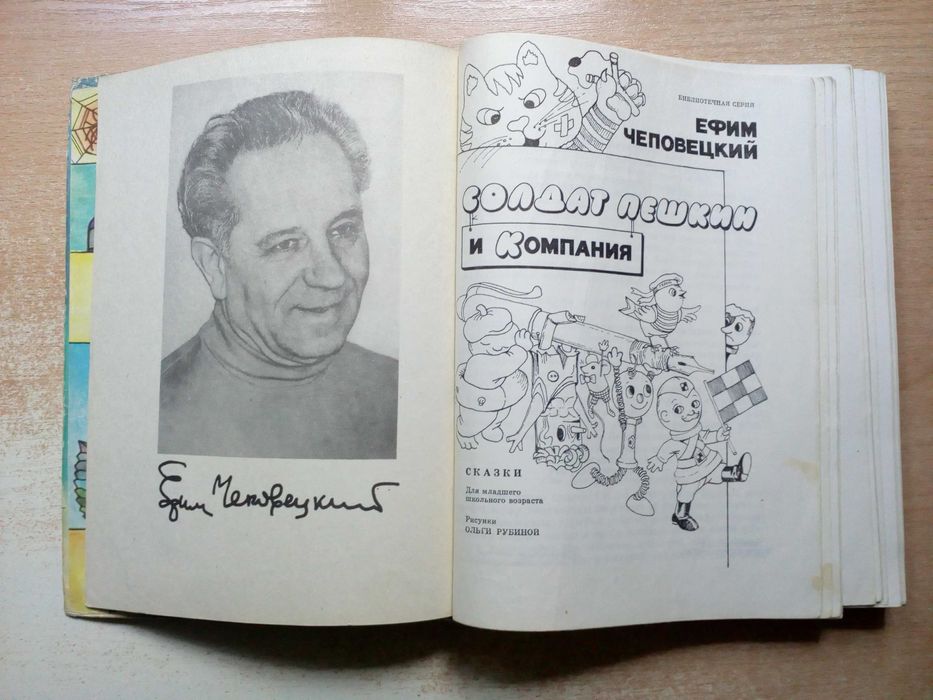 Ефим Чеповецкий
БИБЛИОТЕЧНАЯ СЕРИЯ
ЕФИМ
ЧЕПОВЕЦКИЙ
СОЛДАТ ПЕШКИН
И КОМПАНИЯ
СКАЗКИ
Для младшего
школьного возраста
Рисунки
ОЛЬГИ РУБИНОЙ